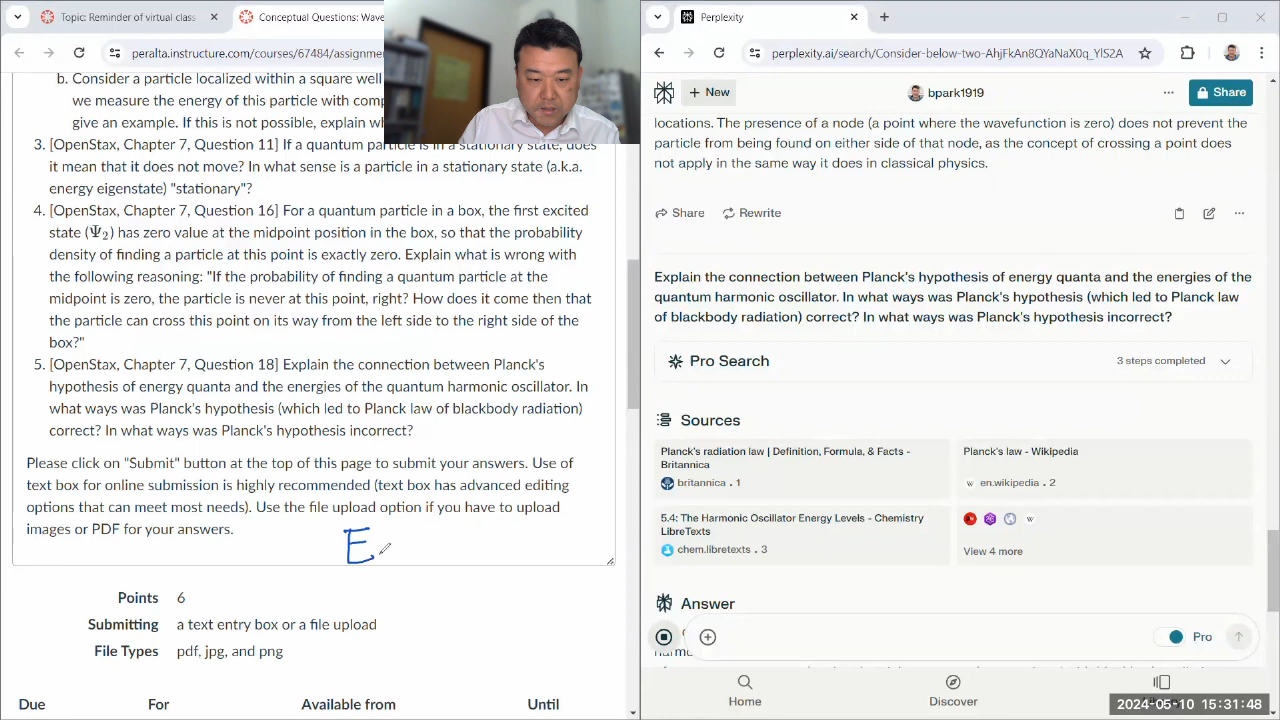 Topic: Reminder of virtual class
Conceptual Questions: Wave
peralta.instructure.com/courses/67484/assignme
b. Consider a particle localized within a square well
we measure the energy of this particle with comp
give an example. If this is not possible, explain wh
3. [OpenStax, Chapter 7, Question 11] If a quantum particle is in a stationary state, does
it mean that it does not move? In what sense is a particle in a stationary state (a.k.a.
energy eigenstate) "stationary"?
4. [OpenStax, Chapter 7, Question 16] For a quantum particle in a box, the first excited
state (Ψ2) has zero value at the midpoint position in the box, so that the probability
density of finding a particle at this point is exactly zero. Explain what is wrong with
the following reasoning: "If the probability of finding a quantum particle at the
midpoint is zero, the particle is never at this point, right? How does it come then that
the particle can cross this point on its way from the left side to the right side of the
box?"
5. [OpenStax, Chapter 7, Question 18] Explain the connection between Planck's
hypothesis of energy quanta and the energies of the quantum harmonic oscillator. In
what ways was Planck's hypothesis (which led to Planck law of blackbody radiation)
correct? In what ways was Planck's hypothesis incorrect?
Please click on "Submit" button at the top of this page to submit your answers. Use of
text box for online submission is highly recommended (text box has advanced editing
options that can meet most needs). Use the file upload option if you have to upload
images or PDF for your answers.
E
Points 6
Submitting a text entry box or a file upload
File Types pdf, jpg, and png
Due For Available from Until
Perplexity
perplexity.ai/search/Consider-below-two-AhjFkAn8QYaNaX0U_YlS2A
New
bpark1919
Share
locations. The presence of a node (a point where the wavefunction is zero) does not prevent the
particle from being found on either side of that node, as the concept of crossing a point does
not apply in the same way it does in classical physics.
Share Rewrite
Explain the connection between Planck's hypothesis of energy quanta and the energies of the
quantum harmonic oscillator. In what ways was Planck's hypothesis (which led to Planck law
of blackbody radiation) correct? In what ways was Planck's hypothesis incorrect?
Pro Search 3 steps completed
Sources
Planck's radiation law | Definition, Formula, & Facts -
Britannica
britannica . 1
Planck's law - Wikipedia
en.wikipedia . 2
5.4: The Harmonic Oscillator Energy Levels - Chemistry
LibreTexts
chem.libretexts . 3
View 4 more
Answer
Pro
Home Discover
2024-05-10 15:31:48